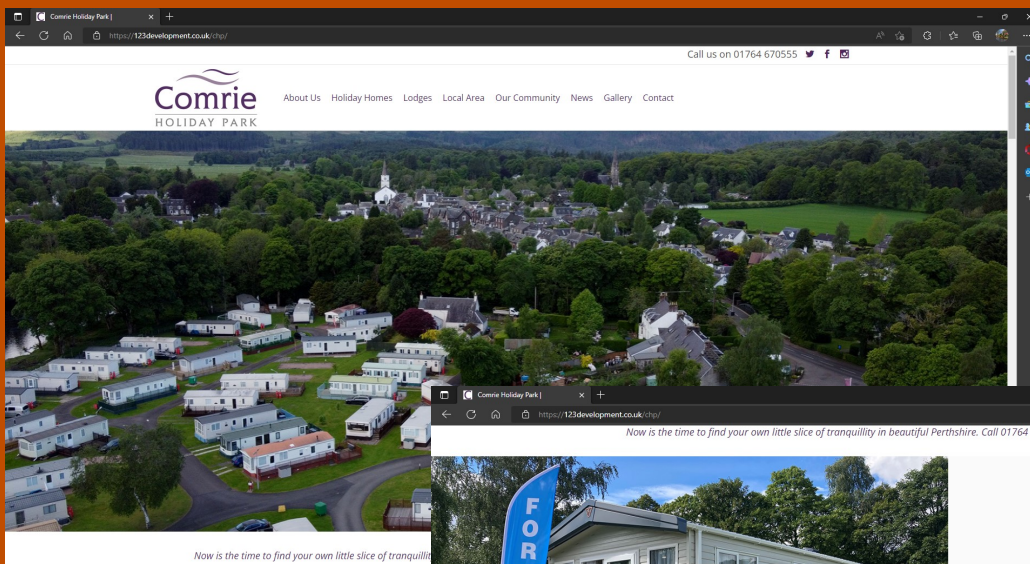 Comrie Holiday Park |
https://123development.co.uk/chp/
Call us on 01764 670555
Comrie
HOLIDAY PARK
About Us Holiday Homes Lodges Local Area Our Community News Gallery Contact
Now is the time to find your own little slice of tranquillit
Comrie Holiday Park |
https://123development.co.uk/chp/
Now is the time to find your own little slice of tranquillity in beautiful Perthshire. Call 01764
FOR